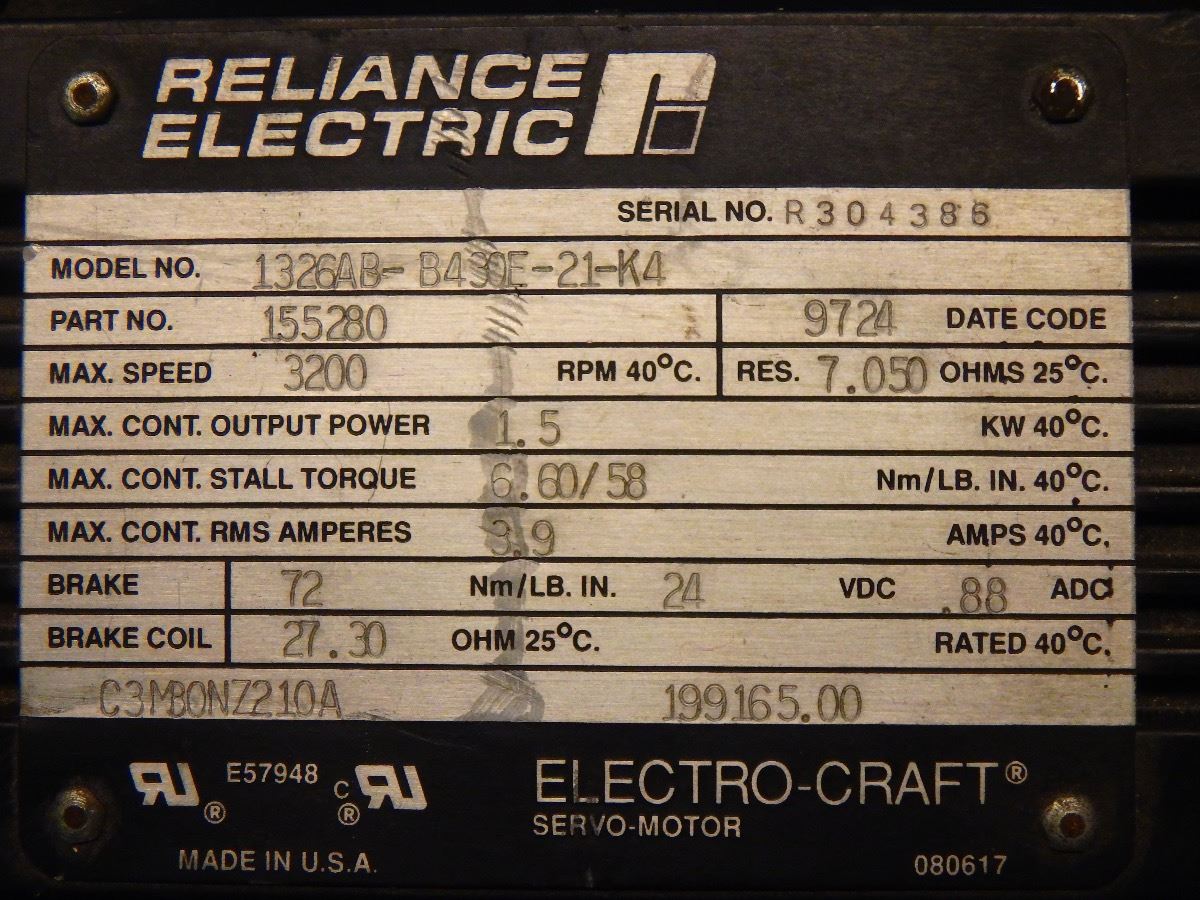 RELIANCE
ELECTRIC
SERIAL NO. R304386
MODEL NO. 1326AB-B430E-21-K4
PART NO. 155280 9724 DATE CODE
MAX. SPEED 3200 RPM 40°C. RES. 7.050 OHMS 25°C.
MAX. CONT. OUTPUT POWER 1.5 KW 40°C.
MAX. CONT. STALL TORQUE 6.60/58 Nm/LB. IN. 40°C.
MAX. CONT. RMS AMPERES 3.9 AMPS 40°C.
BRAKE 72 Nm/LB. IN. 24 VDC .88 ADC
BRAKE COIL 27.30 OHM 25°C. RATED 40°C.
C3MB0NZ210A 199165.00
RU® E57948 cRU® ELECTRO-CRAFT®
SERVO-MOTOR
MADE IN U.S.A. 080617